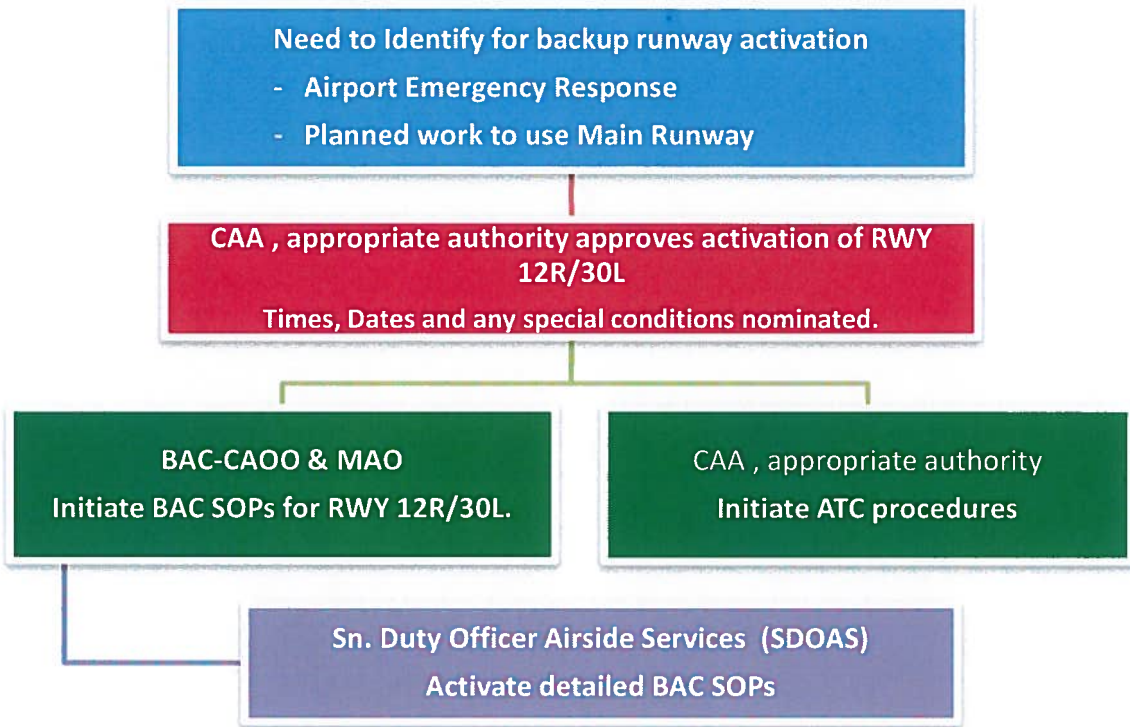 Need to Identify for backup runway activation
- Airport Emergency Response
- Planned work to use Main Runway
CAA , appropriate authority approves activation of RWY
12R/30L
Times, Dates and any special conditions nominated.
BAC-CAOO & MAO
Initiate BAC SOPs for RWY 12R/30L.
CAA , appropriate authority
Initiate ATC procedures
Sn. Duty Officer Airside Services (SDOAS)
Activate detailed BAC SOPs